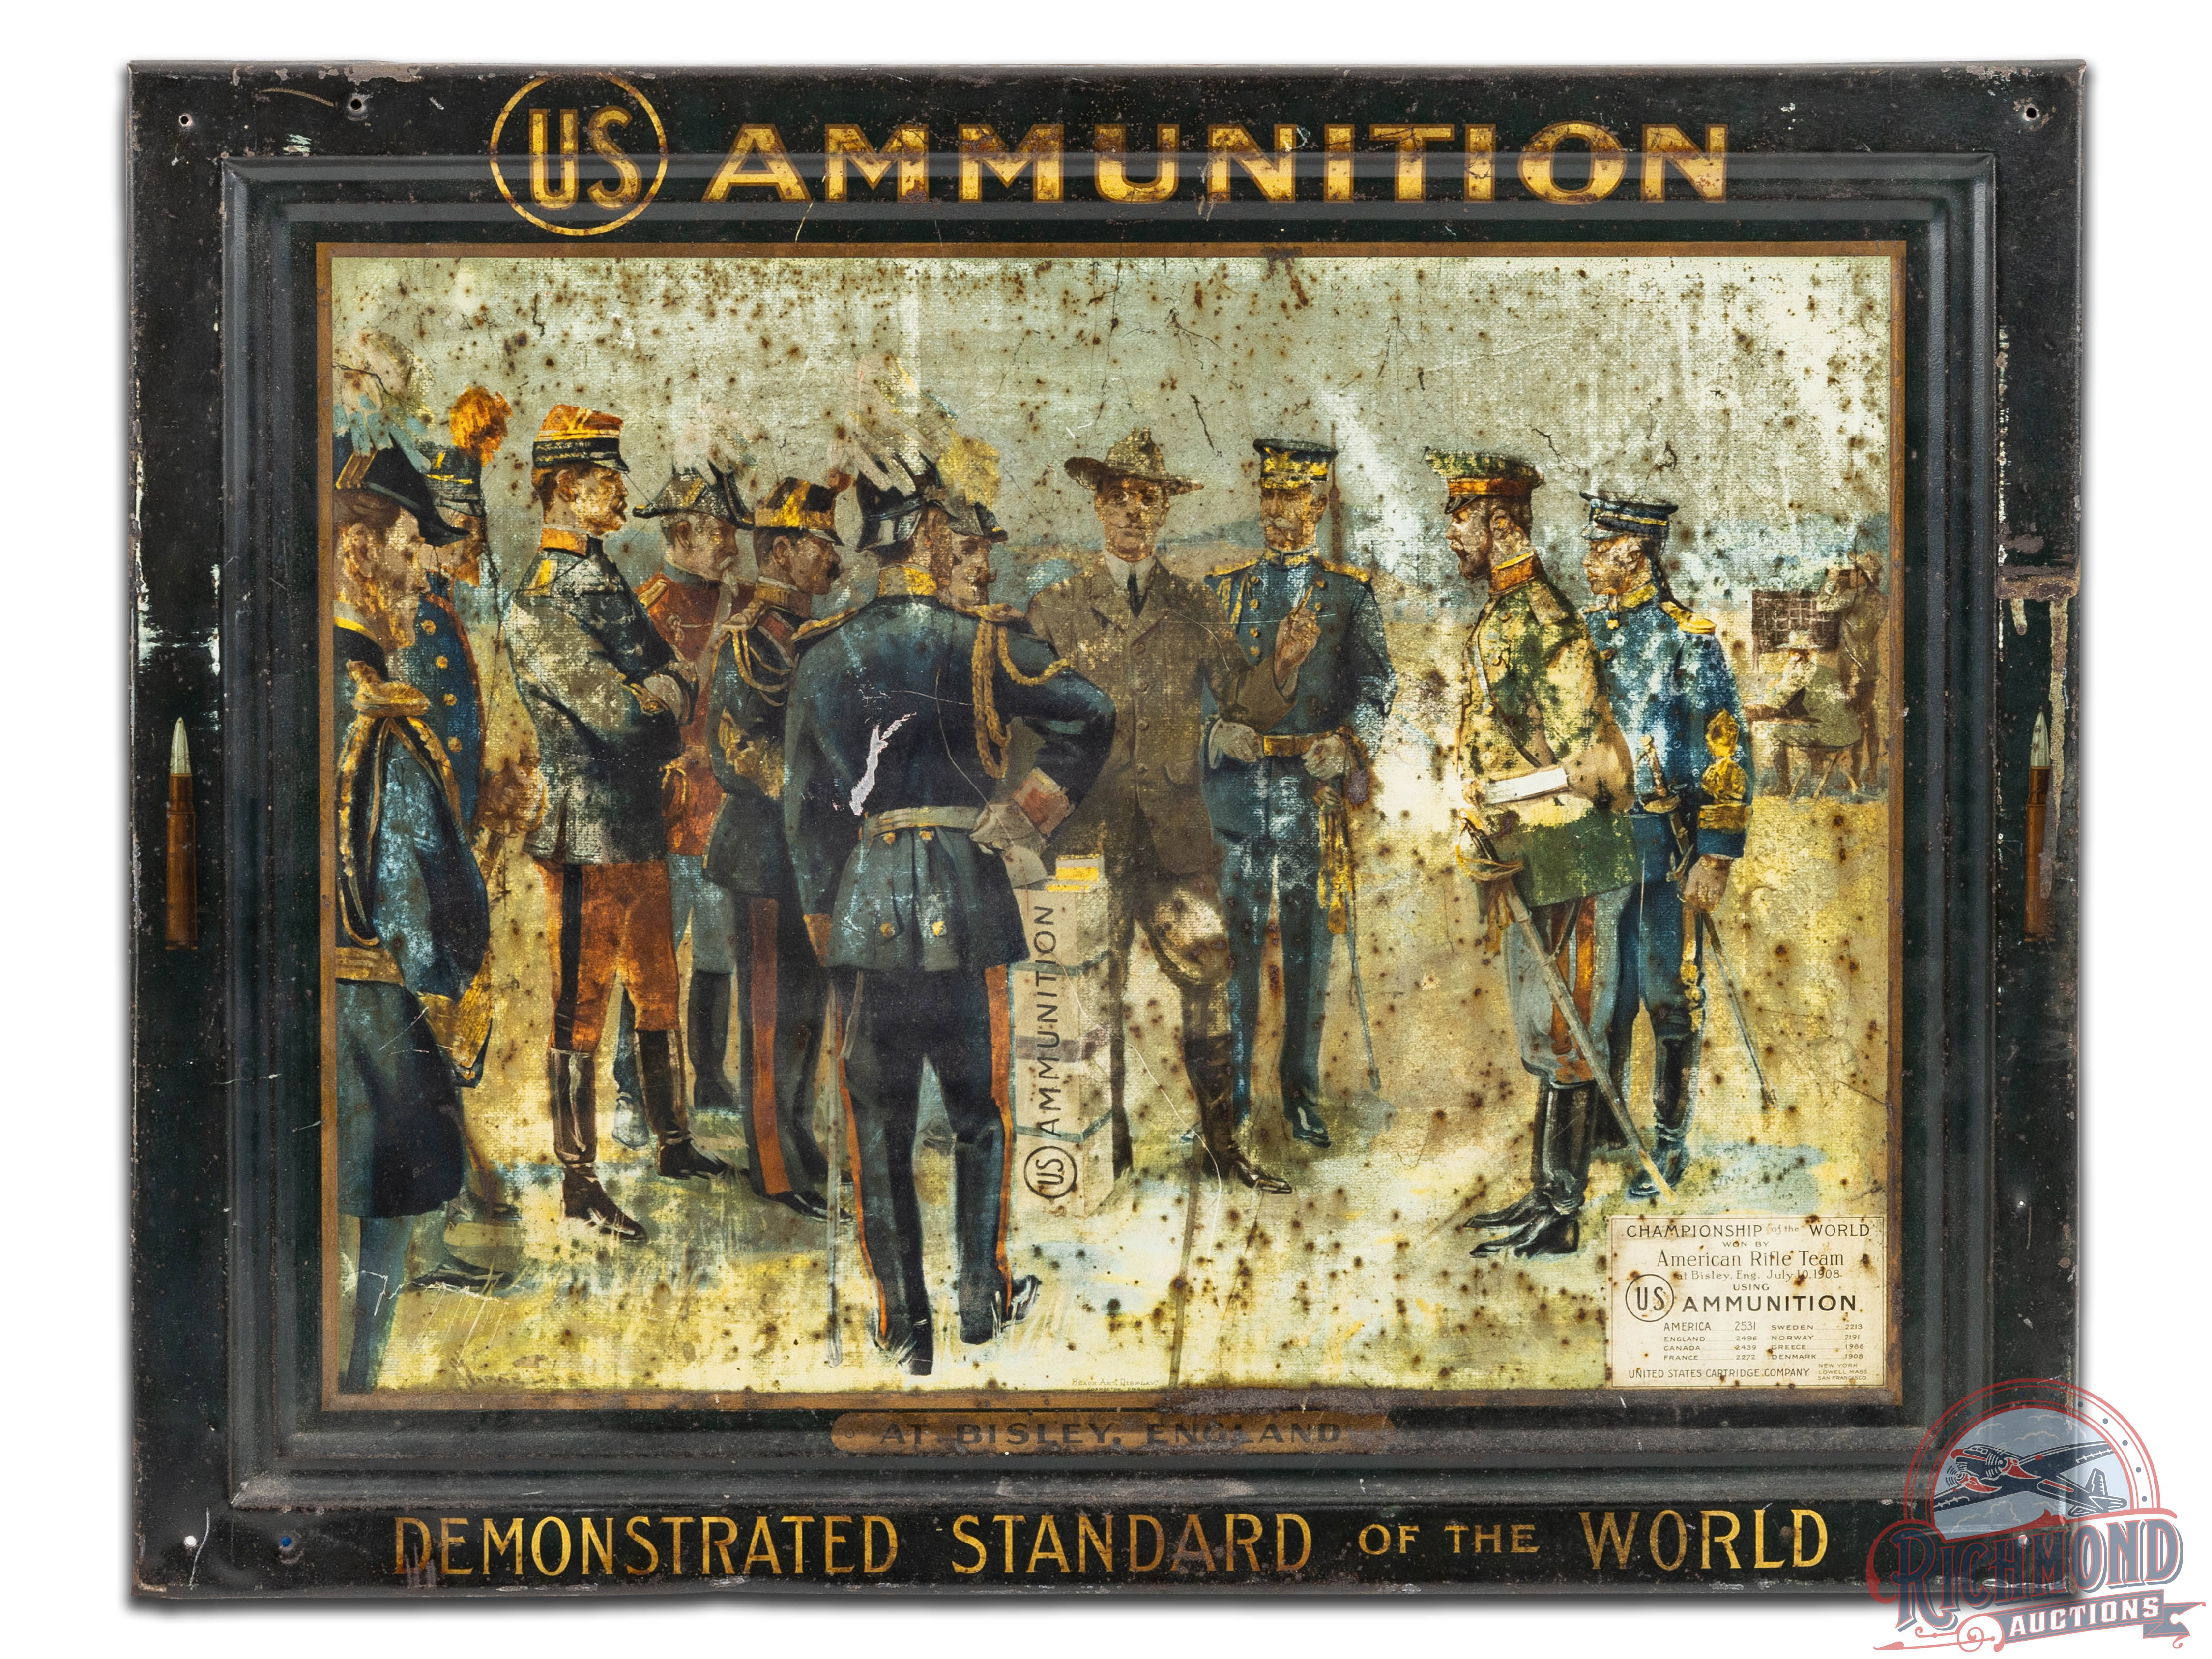 US AMMUNITION
US AMMUNITION
CHAMPIONSHIP of the WORLD
WON BY
American Rifle Team
at Bisley, Eng. July 10, 1908
USING
US AMMUNITION
AMERICA 2531 SWEDEN 2213
ENGLAND 2496 NORWAY 2191
CANADA 2439 GREECE 1986
FRANCE 2272 DENMARK 1908
UNITED STATES CARTRIDGE COMPANY
NEW YORK
LOWELL MASS
SAN FRANCISCO
AT BISLEY, ENGLAND
DEMONSTRATED STANDARD OF THE WORLD
RICHMOND
AUCTIONS